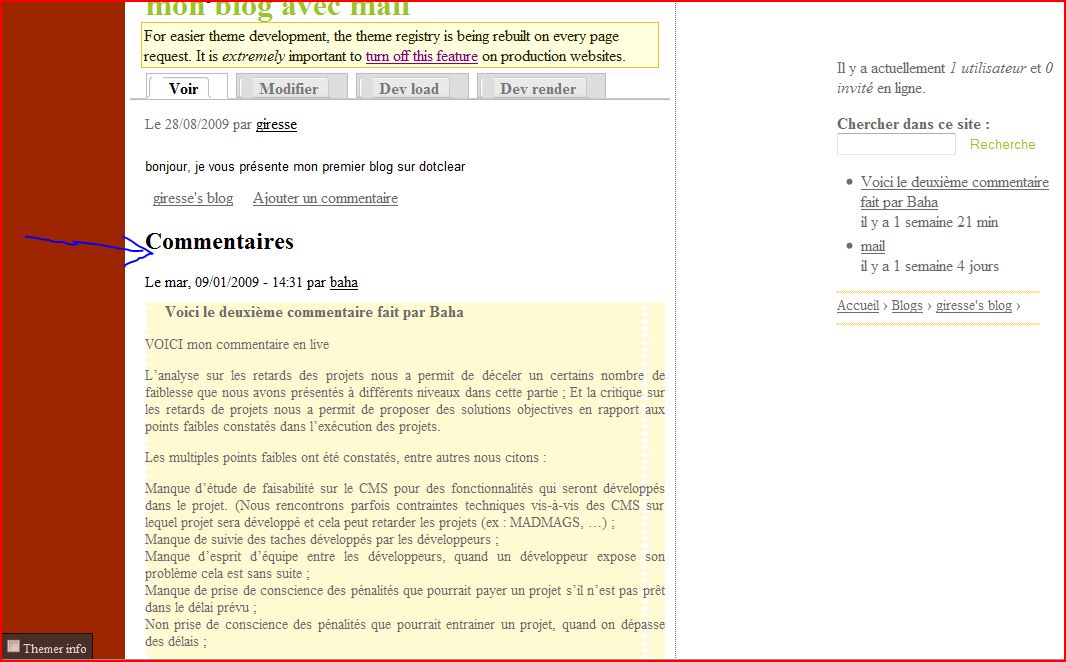 mon blog avec mail
For easier theme development, the theme registry is being rebuilt on every page
request. It is extremely important to turn off this feature on production websites.
Voir Modifier Dev load Dev render
Le 28/08/2009 par giresse
bonjour, je vous présente mon premier blog sur dotclear
giresse's blog Ajouter un commentaire
Commentaires
Le mar, 09/01/2009 - 14:31 par baha
Voici le deuxième commentaire fait par Baha
VOICI mon commentaire en live
L’analyse sur les retards des projets nous a permit de déceler un certains nombre de
faiblesse que nous avons présentés à différents niveaux dans cette partie ; Et la critique sur
les retards de projets nous a permit de proposer des solutions objectives en rapport aux
points faibles constatés dans l’exécution des projets.
Les multiples points faibles ont été constatés, entre autres nous citons :
Manque d’étude de faisabilité sur le CMS pour des fonctionnalités qui seront développés
dans le projet. (Nous rencontrons parfois contraintes techniques vis-à-vis des CMS sur
lequel projet sera développé et cela peut retarder les projets (ex : MADMAGS, …) ;
Manque de suivie des taches développés par les développeurs ;
Manque d’esprit d’équipe entre les développeurs, quand un développeur expose son
problème cela est sans suite ;
Manque de prise de conscience des pénalités que pourrait payer un projet s’il n’est pas prêt
dans le délai prévu ;
Non prise de conscience des pénalités que pourrait entrainer un projet, quand on dépasse
des délais ;
Il y a actuellement 1 utilisateur et 0
invité en ligne.
Chercher dans ce site :
Recherche
Voici le deuxième commentaire
fait par Baha
il y a 1 semaine 21 min
mail
il y a 1 semaine 4 jours
Accueil › Blogs › giresse's blog ›
Themer info